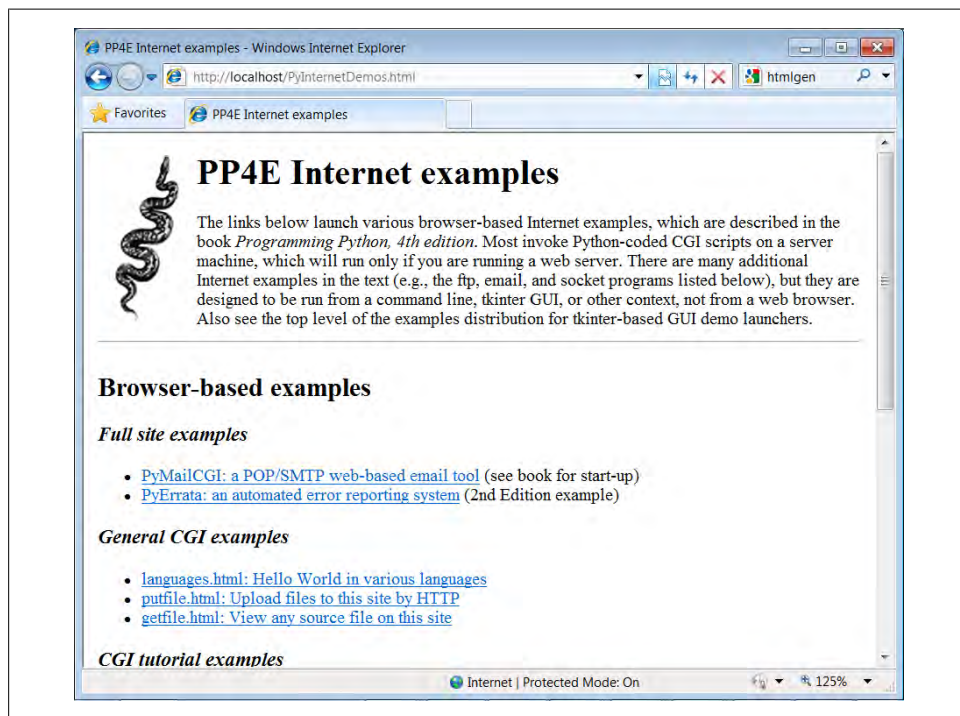 PP4E Internet examples - Windows Internet Explorer
http://localhost/PyInternetDemos.html
htmlgen
Favorites
PP4E Internet examples
PP4E Internet examples
The links below launch various browser-based Internet examples, which are described in the
book Programming Python, 4th edition. Most invoke Python-coded CGI scripts on a server
machine, which will run only if you are running a web server. There are many additional
Internet examples in the text (e.g., the ftp, email, and socket programs listed below), but they are
designed to be run from a command line, tkinter GUI, or other context, not from a web browser.
Also see the top level of the examples distribution for tkinter-based GUI demo launchers.
Browser-based examples
Full site examples
• PyMailCGI: a POP/SMTP web-based email tool (see book for start-up)
• PyErrata: an automated error reporting system (2nd Edition example)
General CGI examples
• languages.html: Hello World in various languages
• putfile.html: Upload files to this site by HTTP
• getfile.html: View any source file on this site
CGI tutorial examples
Internet | Protected Mode: On
125%